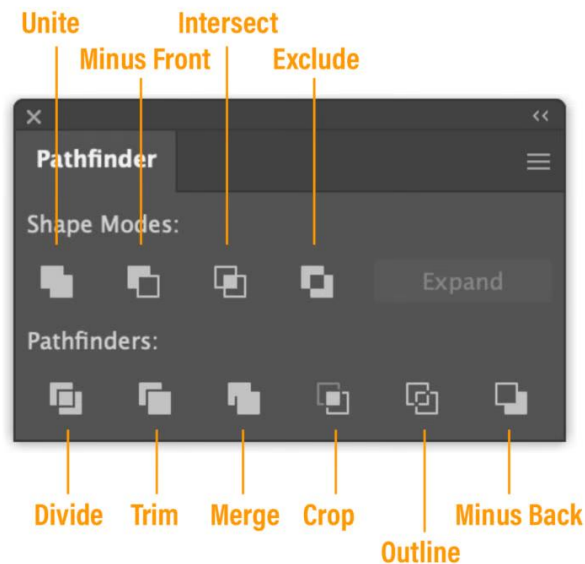 Unite
Intersect
Minus Front
Exclude
Pathfinder
Shape Modes:
Expand
Pathfinders:
Divide
Trim
Merge
Crop
Minus Back
Outline